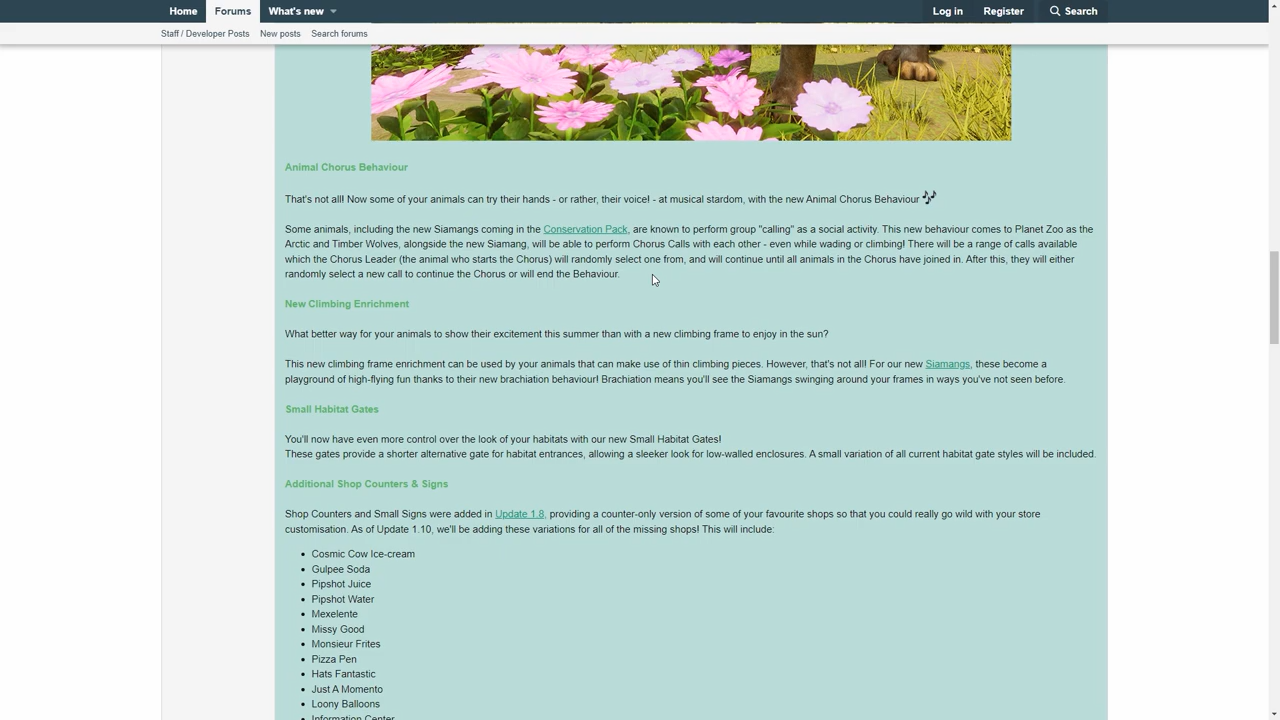 Home Forums What's new Log in Register Search
Staff / Developer Posts New posts Search forums
Animal Chorus Behaviour
That's not all! Now some of your animals can try their hands - or rather, their voice! - at musical stardom, with the new Animal Chorus Behaviour 🎶
Some animals, including the new Siamangs coming in the Conservation Pack, are known to perform group "calling" as a social activity. This new behaviour comes to Planet Zoo as the
Arctic and Timber Wolves, alongside the new Siamang, will be able to perform Chorus Calls with each other - even while wading or climbing! There will be a range of calls available
which the Chorus Leader (the animal who starts the Chorus) will randomly select one from, and will continue until all animals in the Chorus have joined in. After this, they will either
randomly select a new call to continue the Chorus or will end the Behaviour.
New Climbing Enrichment
What better way for your animals to show their excitement this summer than with a new climbing frame to enjoy in the sun?
This new climbing frame enrichment can be used by your animals that can make use of thin climbing pieces. However, that's not all! For our new Siamangs, these become a
playground of high-flying fun thanks to their new brachiation behaviour! Brachiation means you'll see the Siamangs swinging around your frames in ways you've not seen before.
Small Habitat Gates
You'll now have even more control over the look of your habitats with our new Small Habitat Gates!
These gates provide a shorter alternative gate for habitat entrances, allowing a sleeker look for low-walled enclosures. A small variation of all current habitat gate styles will be included.
Additional Shop Counters & Signs
Shop Counters and Small Signs were added in Update 1.8, providing a counter-only version of some of your favourite shops so that you could really go wild with your store
customisation. As of Update 1.10, we'll be adding these variations for all of the missing shops! This will include:
• Cosmic Cow Ice-cream
• Gulpee Soda
• Pipshot Juice
• Pipshot Water
• Mexelente
• Missy Good
• Monsieur Frites
• Pizza Pen
• Hats Fantastic
• Just A Momento
• Loony Balloons
• Information Center